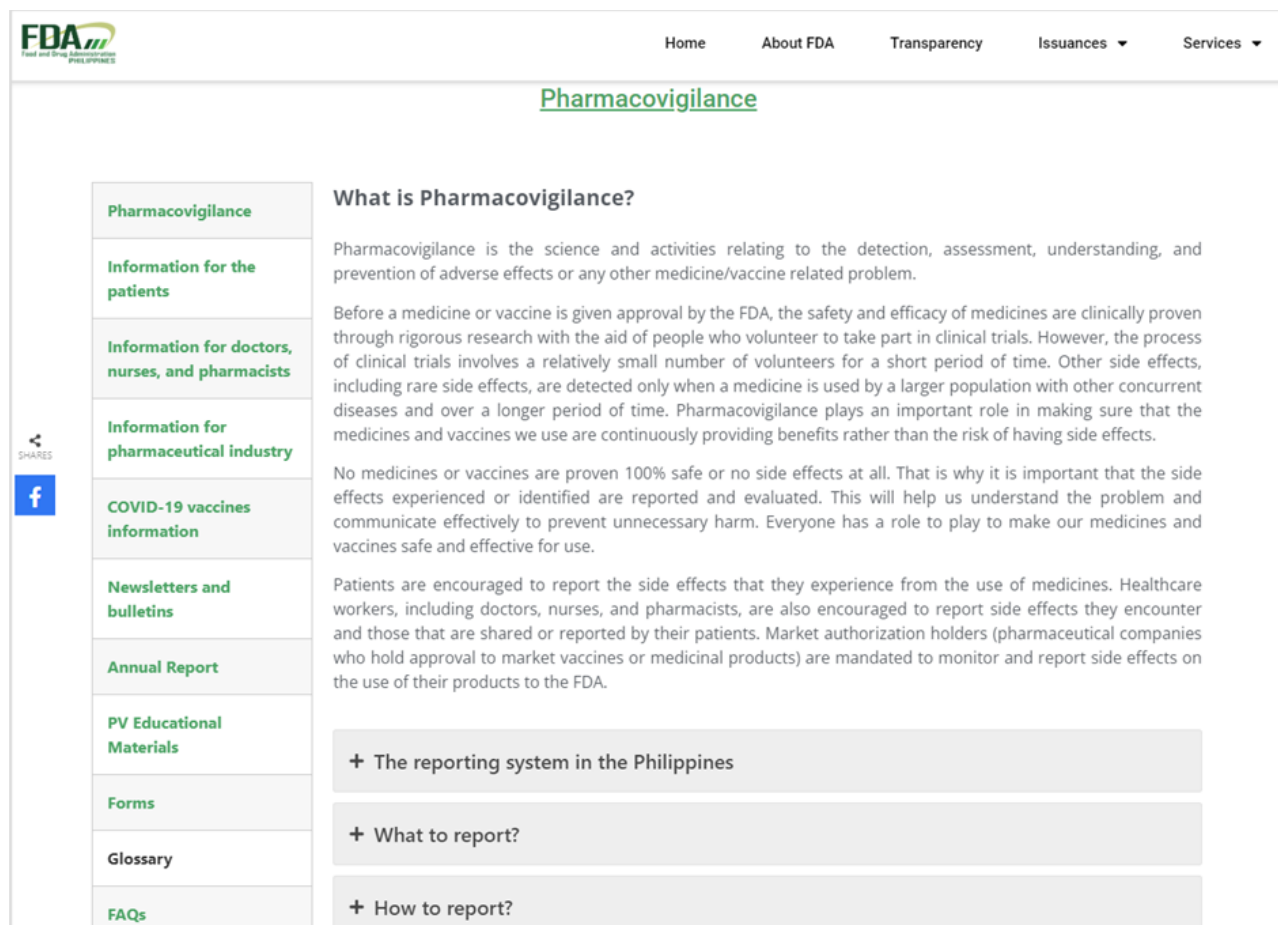 FDA
Food and Drug Administration
PHILIPPINES
Home
About FDA
Transparency
Issuances
Services
Pharmacovigilance
Pharmacovigilance
Information for the
patients
Information for doctors,
nurses, and pharmacists
Information for
pharmaceutical industry
COVID-19 vaccines
information
Newsletters and
bulletins
Annual Report
PV Educational
Materials
Forms
Glossary
FAQs
SHARES
f
What is Pharmacovigilance?
Pharmacovigilance is the science and activities relating to the detection, assessment, understanding, and
prevention of adverse effects or any other medicine/vaccine related problem.
Before a medicine or vaccine is given approval by the FDA, the safety and efficacy of medicines are clinically proven
through rigorous research with the aid of people who volunteer to take part in clinical trials. However, the process
of clinical trials involves a relatively small number of volunteers for a short period of time. Other side effects,
including rare side effects, are detected only when a medicine is used by a larger population with other concurrent
diseases and over a longer period of time. Pharmacovigilance plays an important role in making sure that the
medicines and vaccines we use are continuously providing benefits rather than the risk of having side effects.
No medicines or vaccines are proven 100% safe or no side effects at all. That is why it is important that the side
effects experienced or identified are reported and evaluated. This will help us understand the problem and
communicate effectively to prevent unnecessary harm. Everyone has a role to play to make our medicines and
vaccines safe and effective for use.
Patients are encouraged to report the side effects that they experience from the use of medicines. Healthcare
workers, including doctors, nurses, and pharmacists, are also encouraged to report side effects they encounter
and those that are shared or reported by their patients. Market authorization holders (pharmaceutical companies
who hold approval to market vaccines or medicinal products) are mandated to monitor and report side effects on
the use of their products to the FDA.
+ The reporting system in the Philippines
+ What to report?
+ How to report?